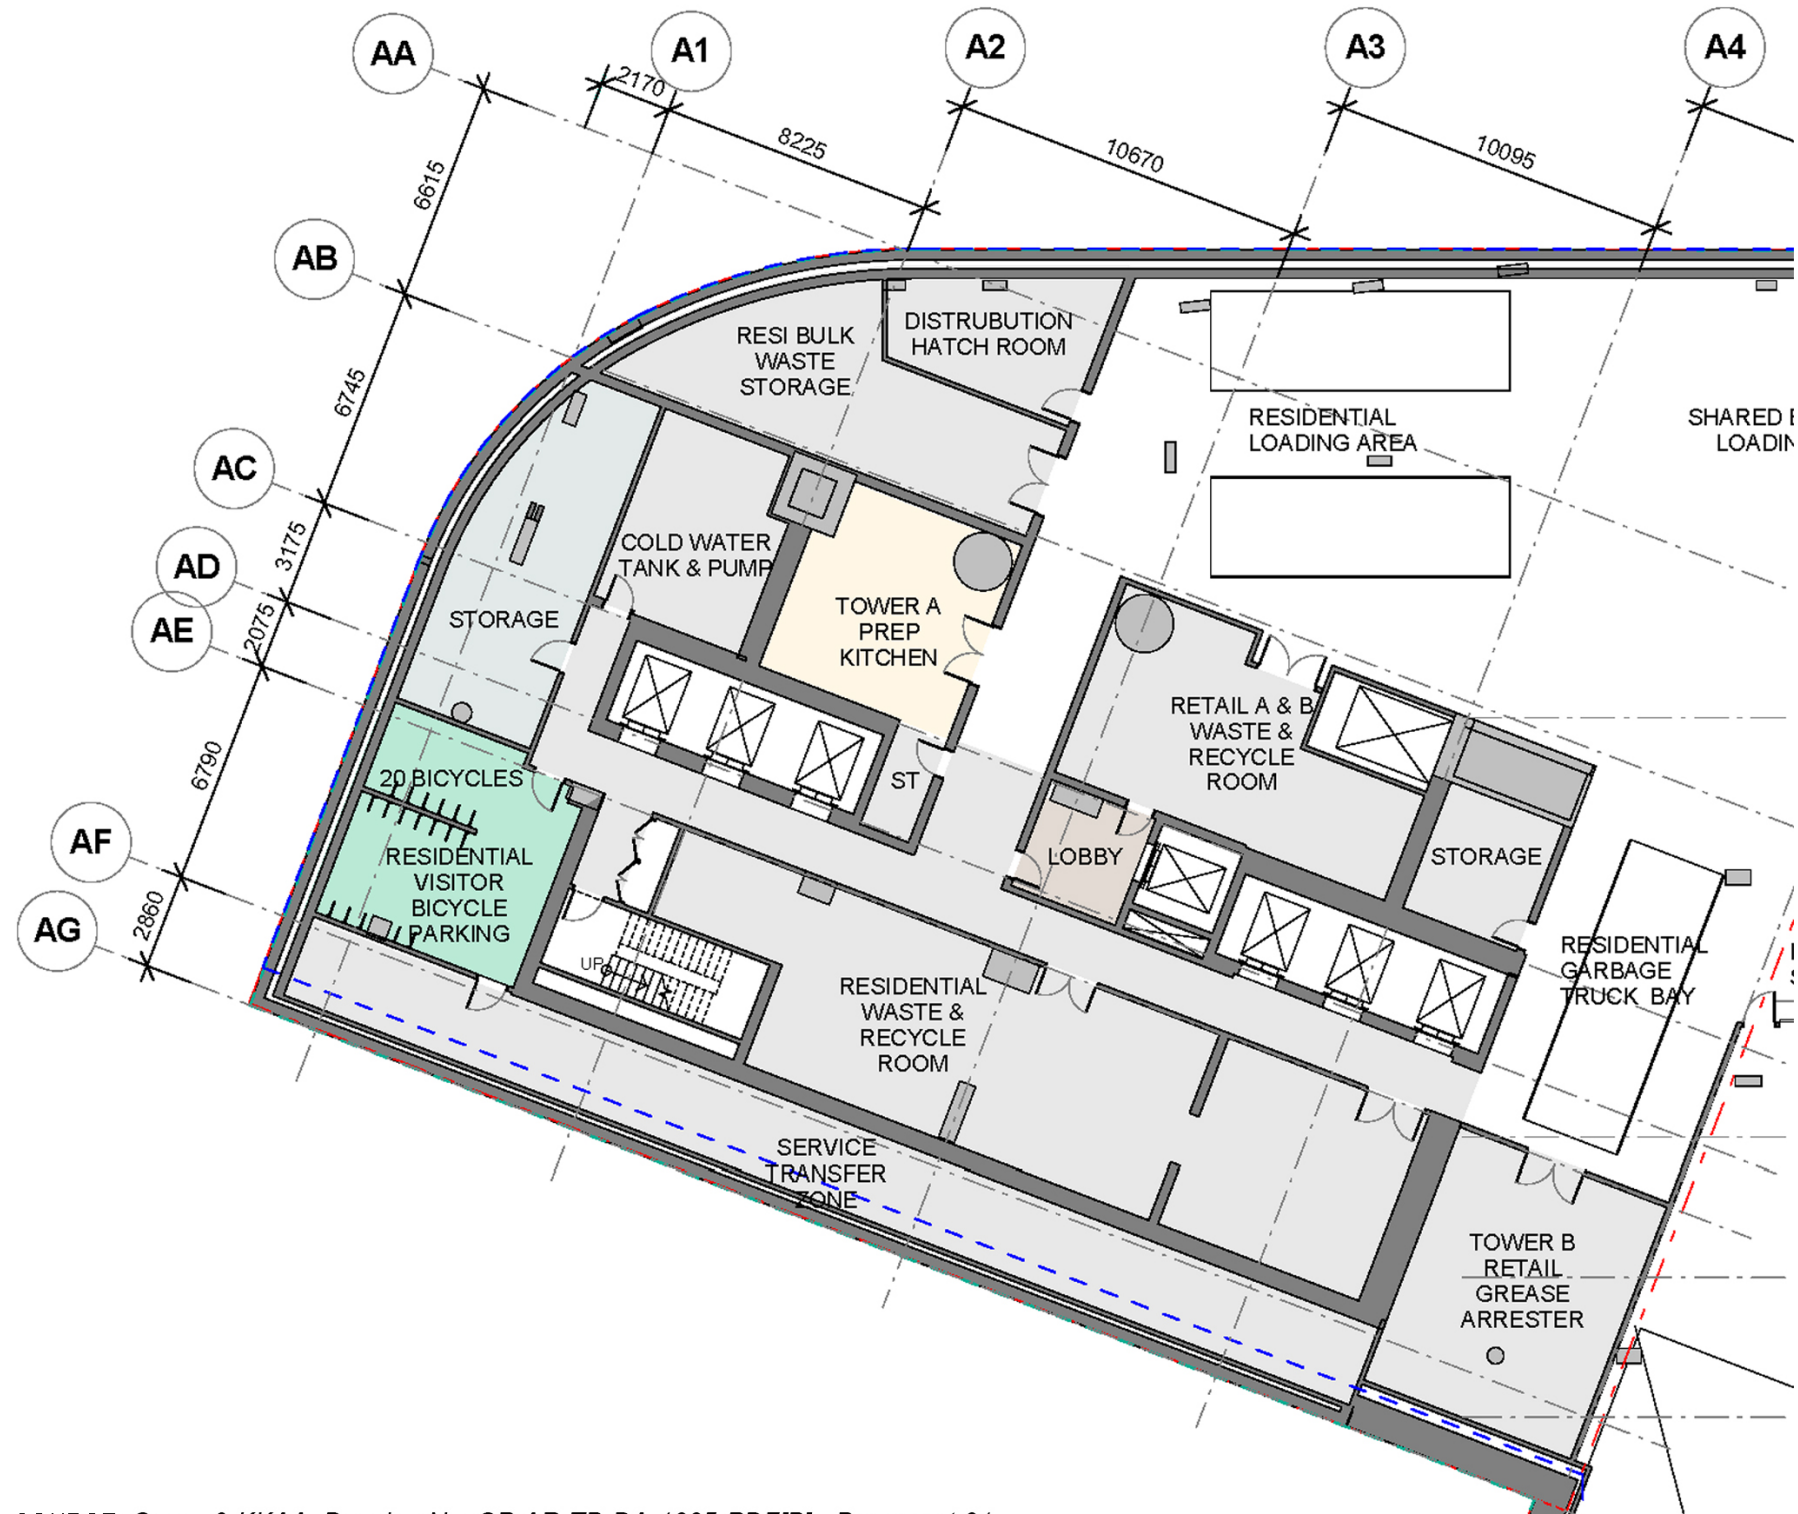 AA
A1
A2
A3
A4
2170
8225
10670
10095
6615
AB
6745
AC
3175
AD
2075
AE
6790
AF
2860
AG
RESI BULK
WASTE
STORAGE
DISTRUBUTION
HATCH ROOM
RESIDENTIAL
LOADING AREA
SHARED
LOADIN
COLD WATER
TANK & PUMP
STORAGE
TOWER A
PREP
KITCHEN
RETAIL A & B
WASTE &
RECYCLE
ROOM
ST
20 BICYCLES
RESIDENTIAL
VISITOR
BICYCLE
PARKING
LOBBY
STORAGE
UP
RESIDENTIAL
WASTE &
RECYCLE
ROOM
RESIDENTIAL
GARBAGE
TRUCK BAY
SERVICE
TRANSFER
ZONE
TOWER B
RETAIL
GREASE
ARRESTER